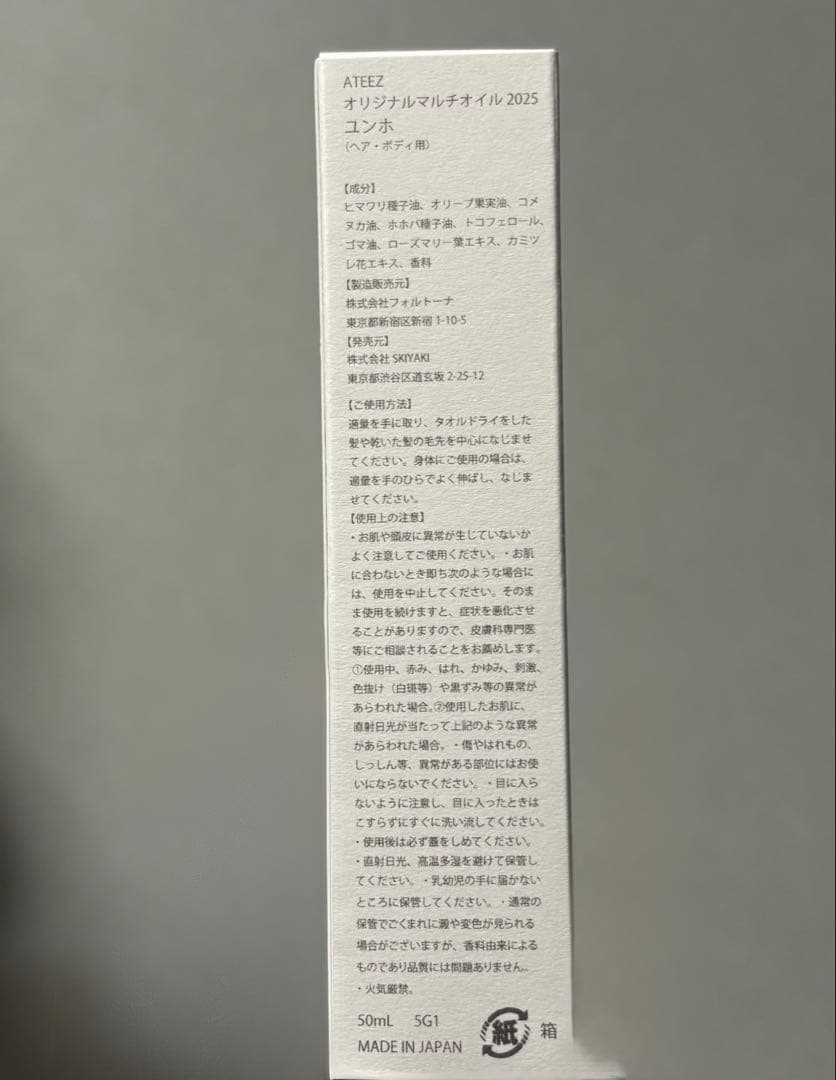 ATEEZ
オリジナルマルチオイル 2025
ユンホ
（ヘア・ボディ用）
【成分】
ヒマワリ種子油、オリーブ果実油、コメ
ヌカ油、ホホバ種子油、トコフェロール、
ゴマ油、ローズマリー葉エキス、カミツ
レ花エキス、香料
【製造販売元】
株式会社フォルトーナ
東京都新宿区新宿 1-10-5
【発売元】
株式会社 SKIYAKI
東京都渋谷区道玄坂 2-25-12
【ご使用方法】
適量を手に取り、タオルドライをした
髪や乾いた髪の毛先を中心になじませ
てください。身体にご使用の場合は、
適量を手のひらでよく伸ばし、なじま
せてください。
【使用上の注意】
・お肌や頭皮に異常が生じていないか
よく注意してご使用ください。・お肌
に合わないとき即ち次のような場合に
は、使用を中止してください。そのま
ま使用を続けますと、症状を悪化させ
ることがありますので、皮膚科専門医
等にご相談されることをお薦めします。
①使用中、赤み、はれ、かゆみ、刺激、
色抜け（白斑等）や黒ずみ等の異常が
あらわれた場合。②使用したお肌に、
直射日光が当たって上記のような異常
があらわれた場合。・傷やはれもの、
しっしん等、異常がある部位にはお使
いにならないでください。・目に入ら
ないように注意し、目に入ったときは
こすらずにすぐに洗い流してください。
・使用後は必ず蓋をしめてください。
・直射日光、高温多湿を避けて保管し
てください。・乳幼児の手に届かない
ところに保管してください。・通常の
保管でごくまれに澱や変色が見られる
場合がございますが、香料由来による
ものであり品質には問題ありません。
・火気厳禁。
50mL 5G1
MADE IN JAPAN
紙 箱